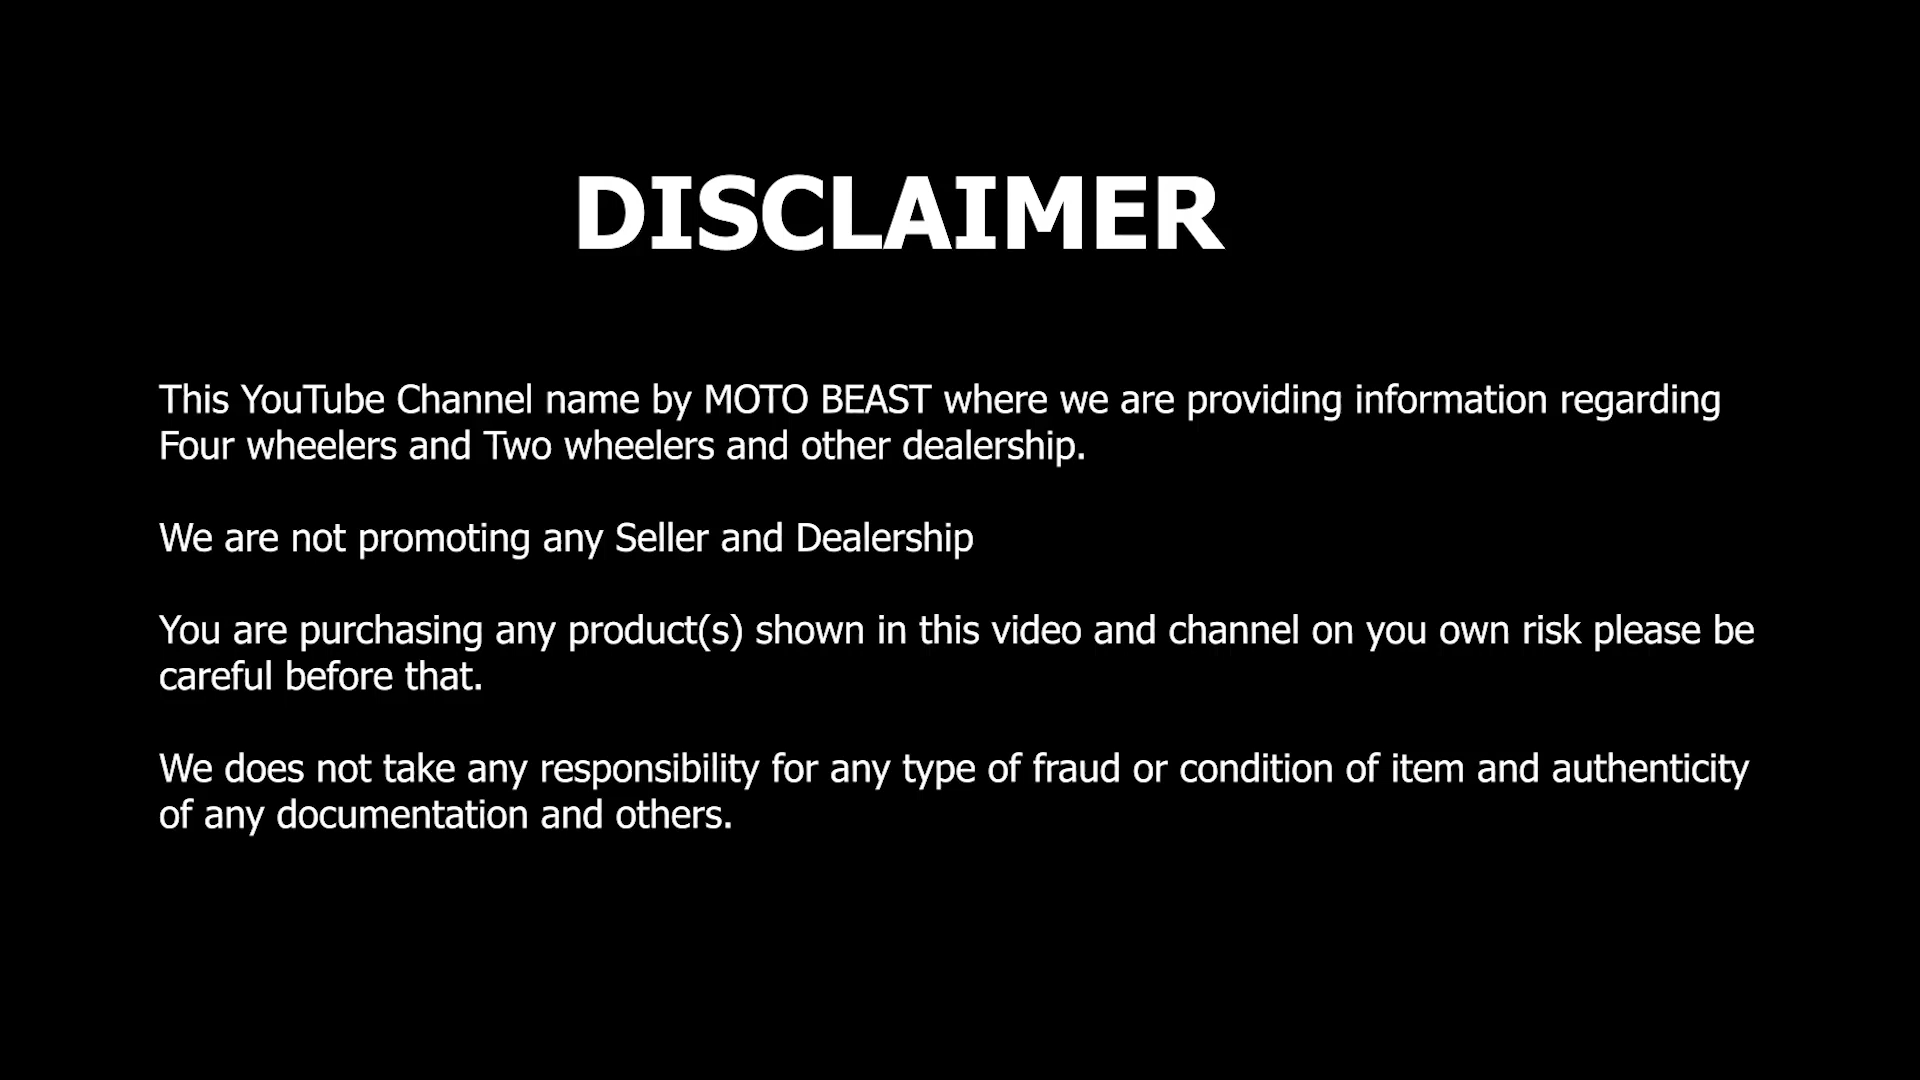 DISCLAIMER
This YouTube Channel name by MOTO BEAST where we are providing information regarding
Four wheelers and Two wheelers and other dealership.
We are not promoting any Seller and Dealership
You are purchasing any product(s) shown in this video and channel on you own risk please be
careful before that.
We does not take any responsibility for any type of fraud or condition of item and authenticity
of any documentation and others.